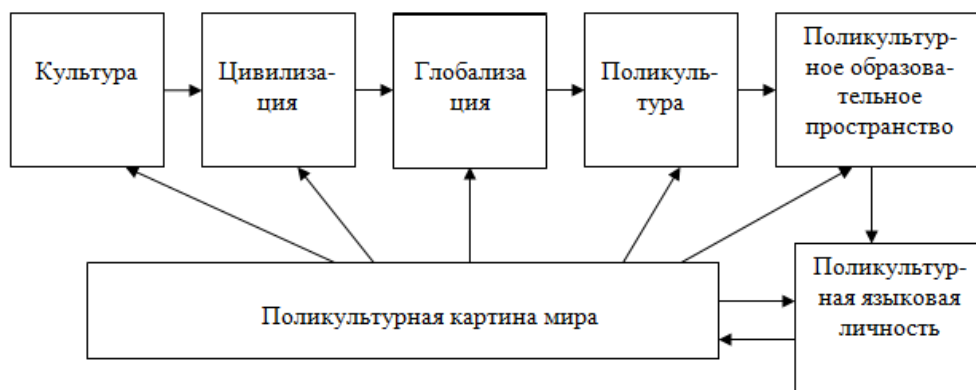 Культура
Цивилиза-
ция
Глобализа
ция
Поликуль-
тура
Поликультур-
ное образова-
тельное
пространство
Поликультурная картина мира
Поликультур-
ная языковая
личность